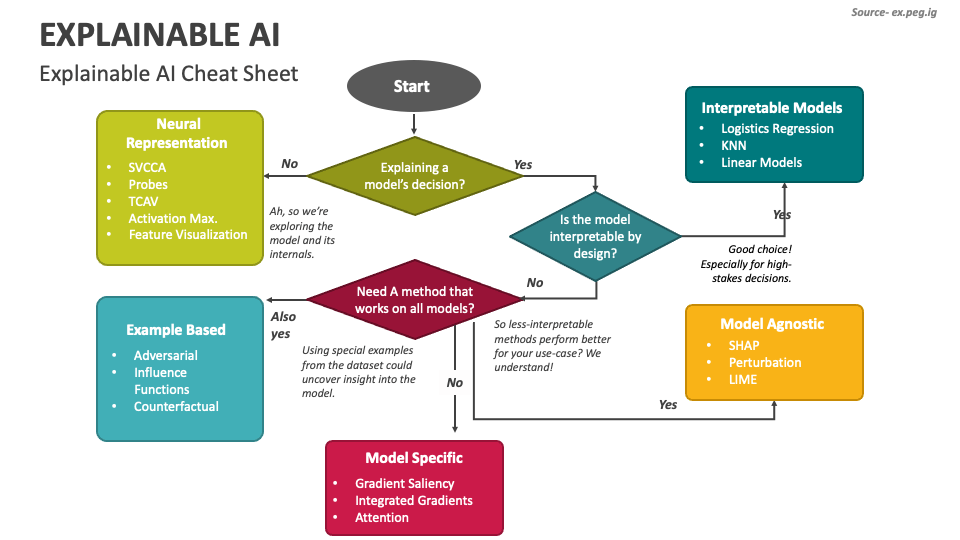 Source- ex.peg.ig
EXPLAINABLE AI
Explainable AI Cheat Sheet
Start
Neural
Representation
• SVCCA
• Probes
• TCAV
• Activation Max.
• Feature Visualization
No
Explaining a
model's decision?
Yes
Interpretable Models
• Logistics Regression
• KNN
• Linear Models
Ah, so we're
exploring the
model and its
internals.
Is the model
interpretable by
design?
Yes
Good choice!
Especially for high-
stakes decisions.
No
Need A method that
works on all models?
Also
yes
Example Based
• Adversarial
• Influence
Functions
• Counterfactual
Using special examples
from the dataset could
uncover insight into the
model.
So less-interpretable
methods perform better
for your use-case? We
understand!
Model Agnostic
• SHAP
• Perturbation
• LIME
No
Yes
Model Specific
• Gradient Saliency
• Integrated Gradients
• Attention